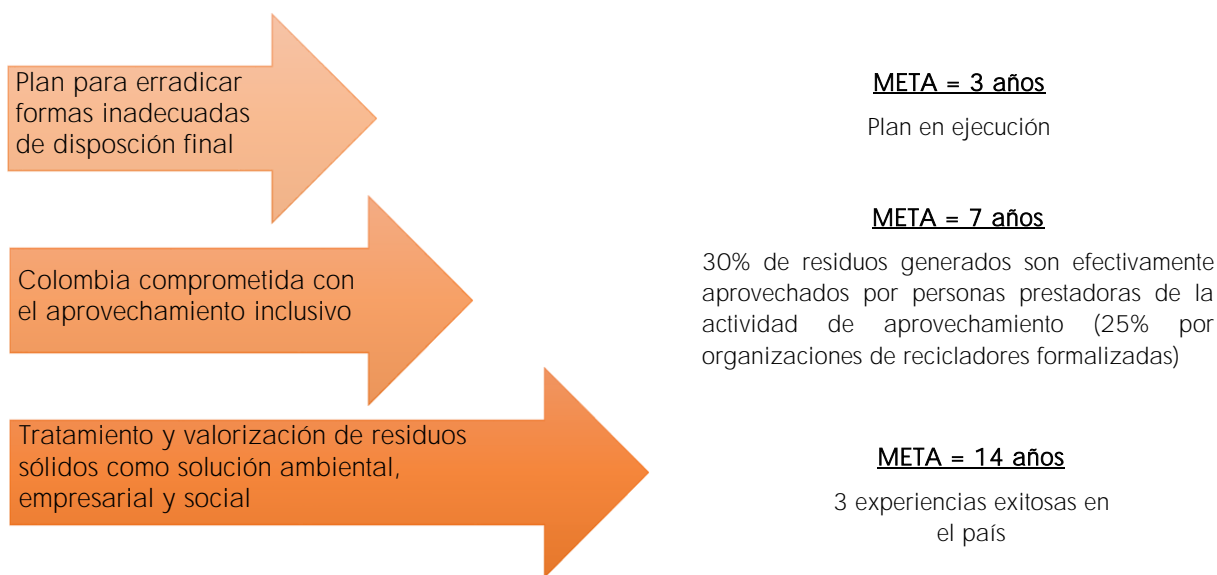 Plan para erradicar
formas inadecuadas
de disposción final
META = 3 años
Plan en ejecución
Colombia comprometida con
el aprovechamiento inclusivo
META = 7 años
30% de residuos generados son efectivamente
aprovechados por personas prestadoras de la
actividad de aprovechamiento (25% por
organizaciones de recicladores formalizadas)
Tratamiento y valorización de residuos
sólidos como solución ambiental,
empresarial y social
META = 14 años
3 experiencias exitosas en
el país